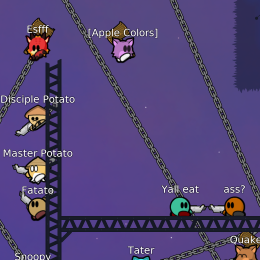 Esfff
[Apple Colors]
Disciple Potato
Master Potato
Fatato
Yall eat ass?
Quake
Tater
Snoopy